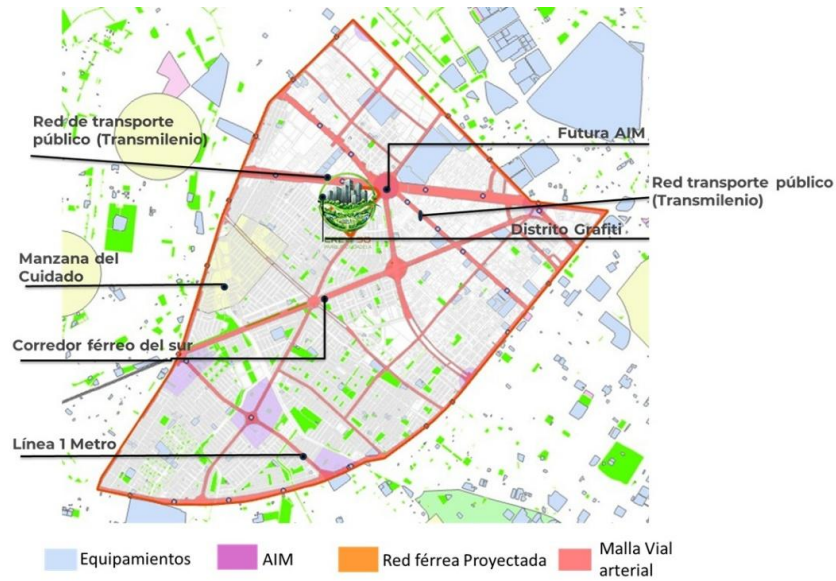 Red de transporte
público (Transmilenio)
Futura AIM
Red transporte público
(Transmilenio)
Distrito Grafiti
Manzana del
Cuidado
Corredor férreo del sur
Línea 1 Metro
Equipamientos
AIM
Red férrea Proyectada
Malla Vial
arterial